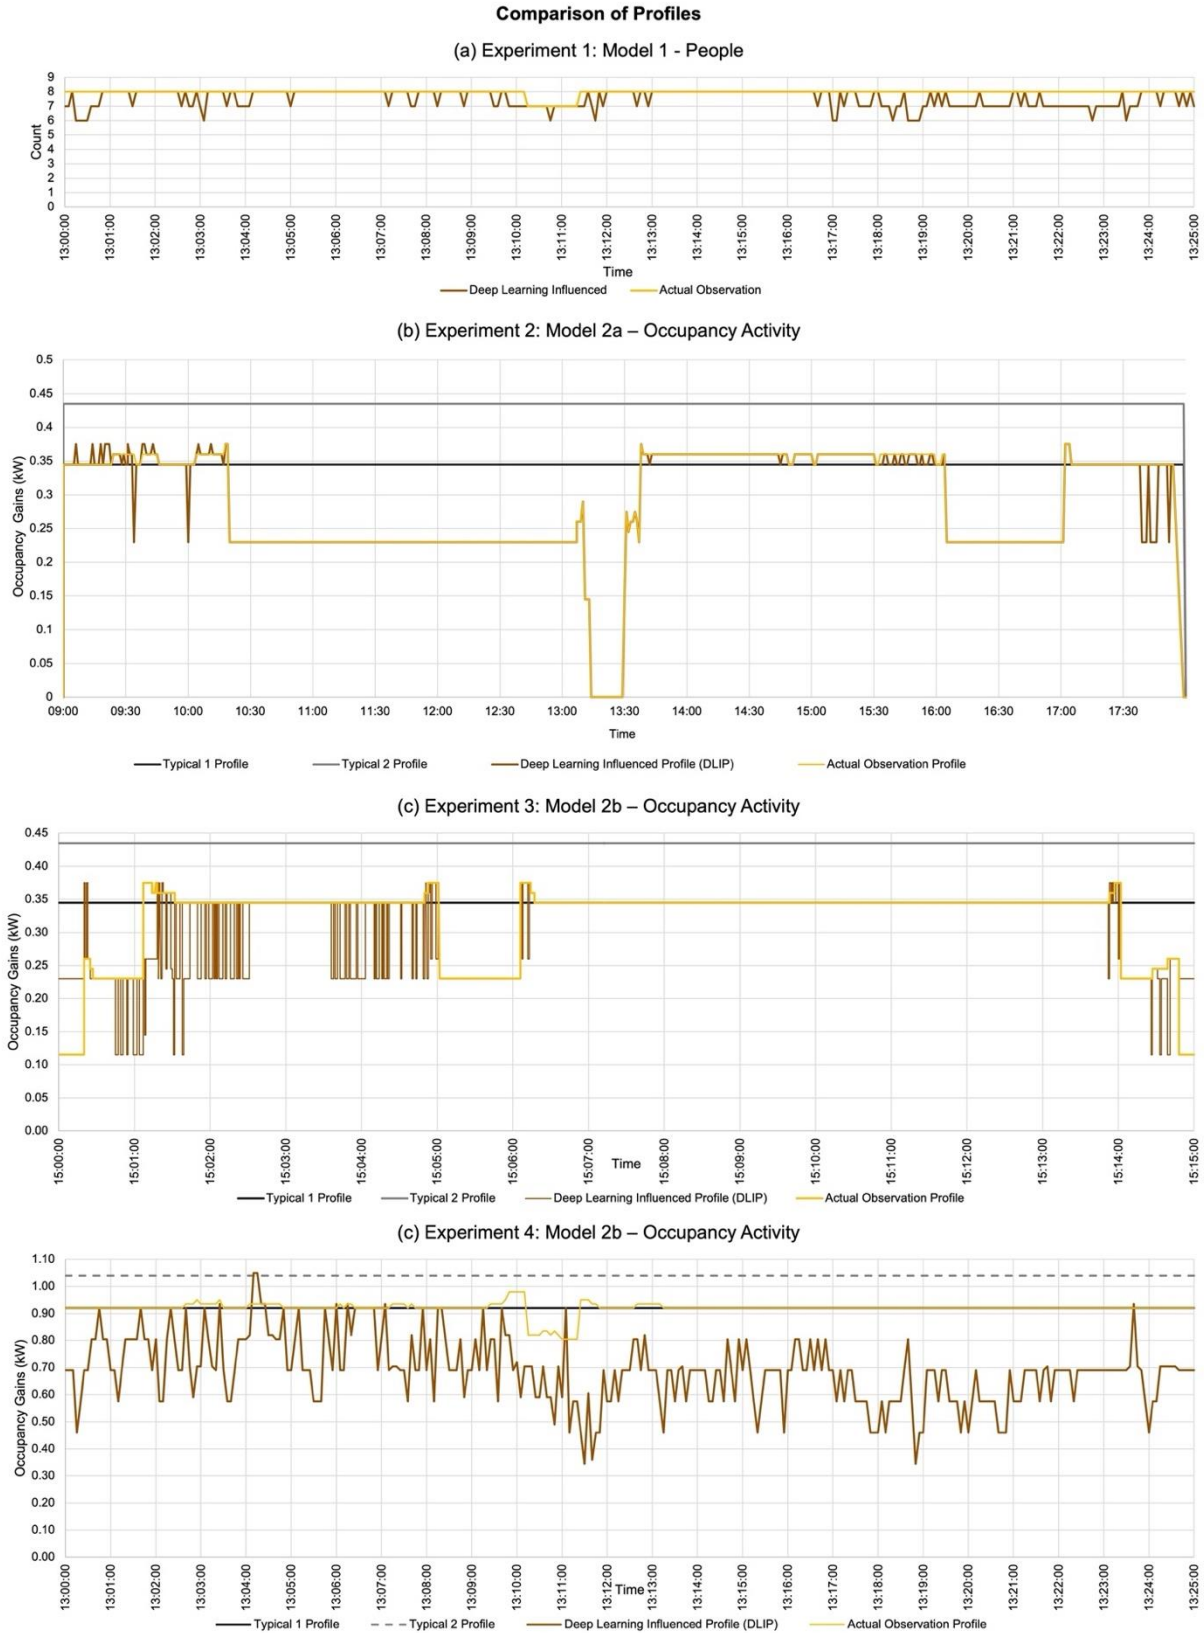 Comparison of Profiles
(a) Experiment 1: Model 1 - People
9
8
7
6
5
4
3
2
1
0
Count
13:00:00 13:01:00 13:02:00 13:03:00 13:04:00 13:05:00 13:06:00 13:07:00 13:08:00 13:09:00 13:10:00 13:11:00 13:12:00 13:13:00 13:14:00 13:15:00 13:16:00 13:17:00 13:18:00 13:19:00 13:20:00 13:21:00 13:22:00 13:23:00 13:24:00 13:25:00
Time
Deep Learning Influenced Actual Observation
(b) Experiment 2: Model 2a – Occupancy Activity
0.5
0.45
0.4
0.35
0.3
0.25
0.2
0.15
0.1
0.05
0
Occupancy Gains (kW)
09:00 09:30 10:00 10:30 11:00 11:30 12:00 12:30 13:00 13:30 14:00 14:30 15:00 15:30 16:00 16:30 17:00 17:30
Time
Typical 1 Profile Typical 2 Profile Deep Learning Influenced Profile (DLIP) Actual Observation Profile
(c) Experiment 3: Model 2b – Occupancy Activity
0.45
0.40
0.35
0.30
0.25
0.20
0.15
0.10
0.05
0.00
Occupancy Gains (kW)
15:00:00 15:01:00 15:02:00 15:03:00 15:04:00 15:05:00 15:06:00 15:07:00 15:08:00 15:09:00 15:10:00 15:11:00 15:12:00 15:13:00 15:14:00 15:15:00
Time
Typical 1 Profile Typical 2 Profile Deep Learning Influenced Profile (DLIP) Actual Observation Profile
(c) Experiment 4: Model 2b – Occupancy Activity
1.10
1.00
0.90
0.80
0.70
0.60
0.50
0.40
0.30
0.20
0.10
0.00
Occupancy Gains (kW)
13:00:00 13:01:00 13:02:00 13:03:00 13:04:00 13:05:00 13:06:00 13:07:00 13:08:00 13:09:00 13:10:00 13:11:00 13:12:00 13:13:00 13:14:00 13:15:00 13:16:00 13:17:00 13:18:00 13:19:00 13:20:00 13:21:00 13:22:00 13:23:00 13:24:00 13:25:00
Time
Typical 1 Profile Typical 2 Profile Deep Learning Influenced Profile (DLIP) Actual Observation Profile